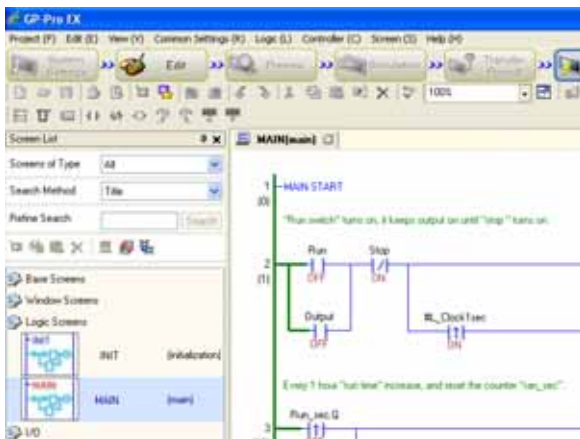 GP-Pro EX
Project (P) Edit (E) View (V) Common Settings (R) Logic (L) Controller (C) Screen (S) Help (H)
Edit Preview Transfer
100%
Screen List
MAIN(main)
Screens of Type All
Search Method Title
Refine Search Search
Base Screens
Window Screens
Logic Screens
INIT
INIT (initialization)
MAIN
MAIN (main)
I/O
1 MAIN START
(0)
"Run switch" turns on, it keeps output on until "stop" turns on.
Run Stop
2
(1) OFF ON
Output #L_Clock1sec
OFF ON
Every 1 hour "run time" increase, and reset the counter "ran_sec".
Run_sec.Q
3